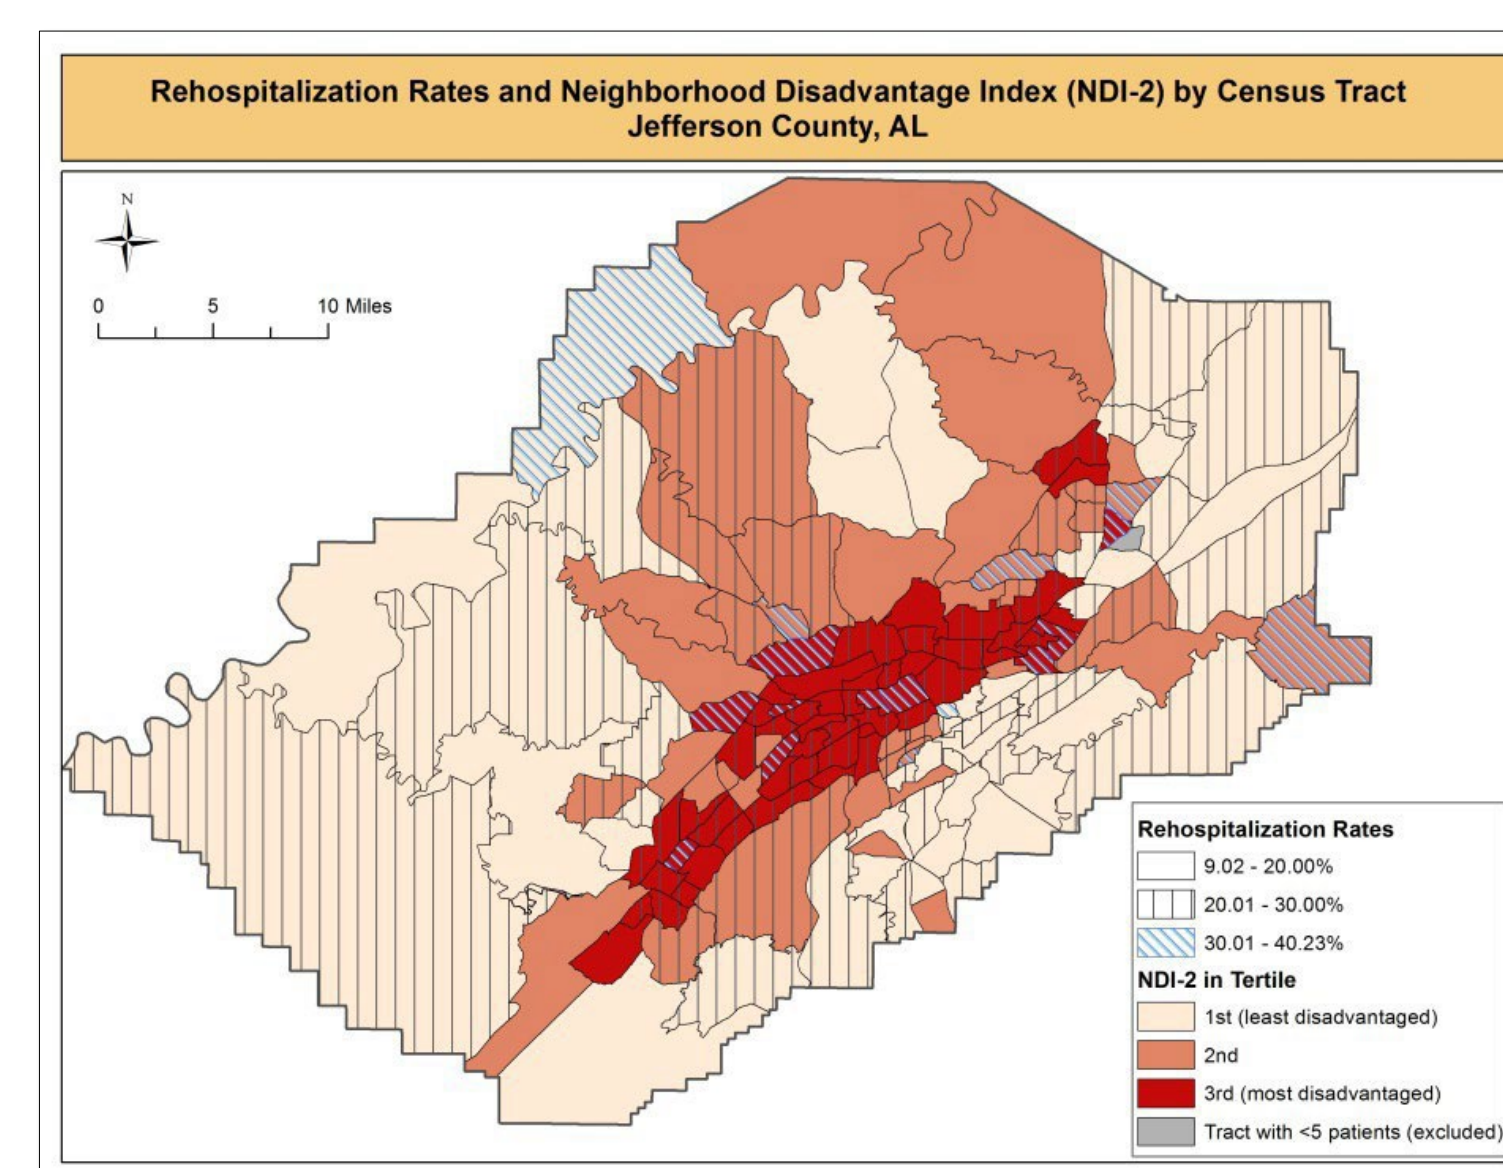 Rehospitalization Rates and Neighborhood Disadvantage Index (NDI-2) by Census Tract
Jefferson County, AL
N
0 5 10 Miles
Rehospitalization Rates
9.02 - 20.00%
20.01 - 30.00%
30.01 - 40.23%
NDI-2 in Tertile
1st (least disadvantaged)
2nd
3rd (most disadvantaged)
Tract with <5 patients (excluded)